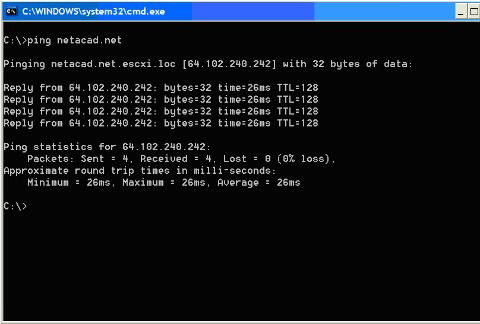 C:\WINDOWS\system32\cmd.exe
C:\>ping netacad.net
Pinging netacad.net.escxi.loc [64.102.240.242] with 32 bytes of data:
Reply from 64.102.240.242: bytes=32 time=26ms TTL=128
Reply from 64.102.240.242: bytes=32 time=26ms TTL=128
Reply from 64.102.240.242: bytes=32 time=26ms TTL=128
Reply from 64.102.240.242: bytes=32 time=26ms TTL=128
Ping statistics for 64.102.240.242:
    Packets: Sent = 4, Received = 4, Lost = 0 (0% loss),
Approximate round trip times in milli-seconds:
    Minimum = 26ms, Maximum = 26ms, Average = 26ms
C:\>